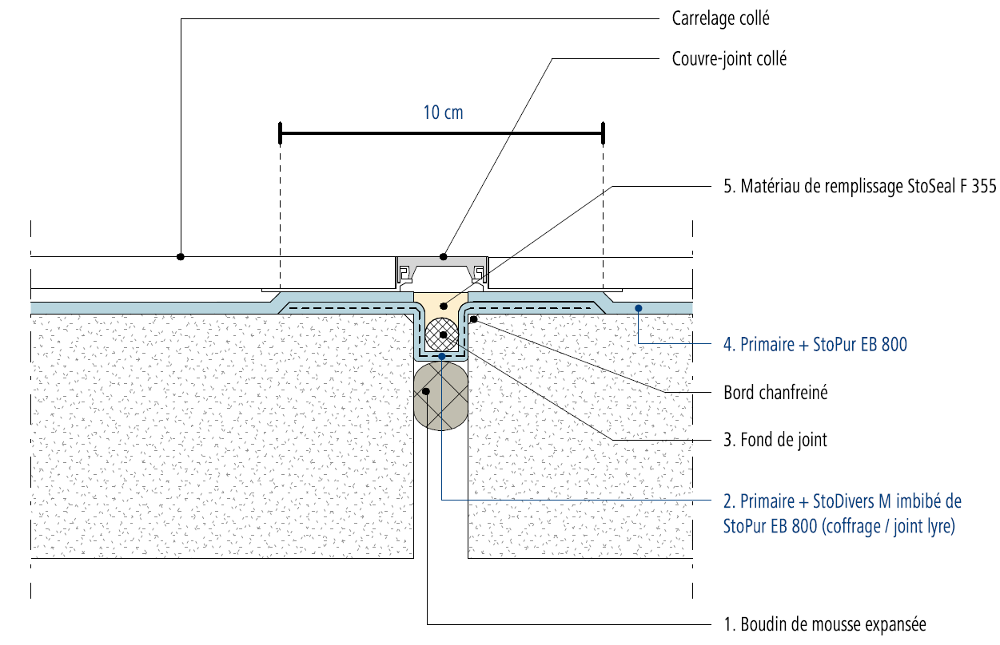 Carrelage collé
Couvre-joint collé
10 cm
5. Matériau de remplissage StoSeal F 355
4. Primaire + StoPur EB 800
Bord chanfreiné
3. Fond de joint
2. Primaire + StoDivers M imbibé de
StoPur EB 800 (coffrage / joint lyre)
1. Boudin de mousse expansée